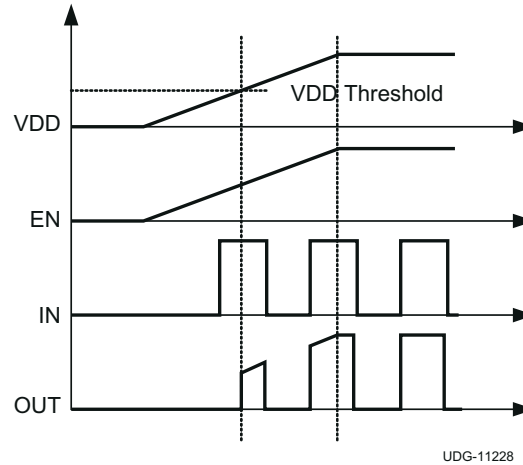 VDD Threshold
VDD
EN
IN
OUT
UDG-11228